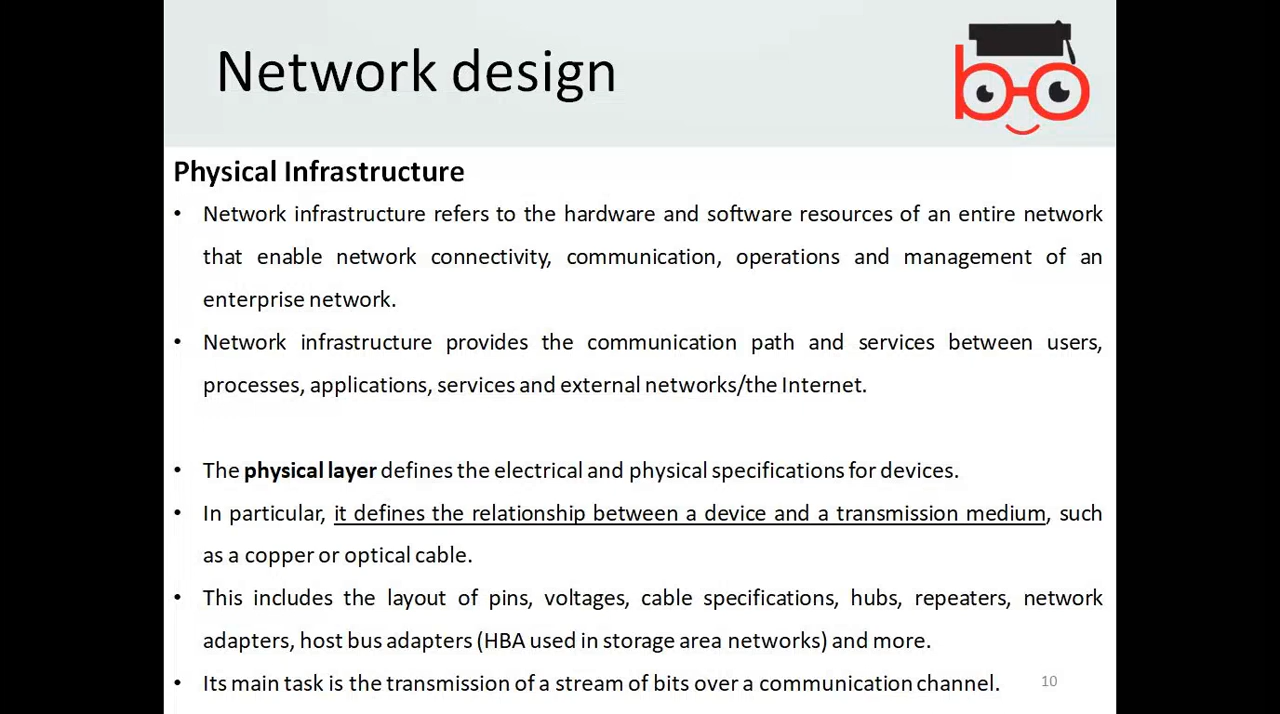 Network design
Physical Infrastructure
• Network infrastructure refers to the hardware and software resources of an entire network
that enable network connectivity, communication, operations and management of an
enterprise network.
• Network infrastructure provides the communication path and services between users,
processes, applications, services and external networks/the Internet.
• The physical layer defines the electrical and physical specifications for devices.
• In particular, it defines the relationship between a device and a transmission medium, such
as a copper or optical cable.
• This includes the layout of pins, voltages, cable specifications, hubs, repeaters, network
adapters, host bus adapters (HBA used in storage area networks) and more.
• Its main task is the transmission of a stream of bits over a communication channel.
10